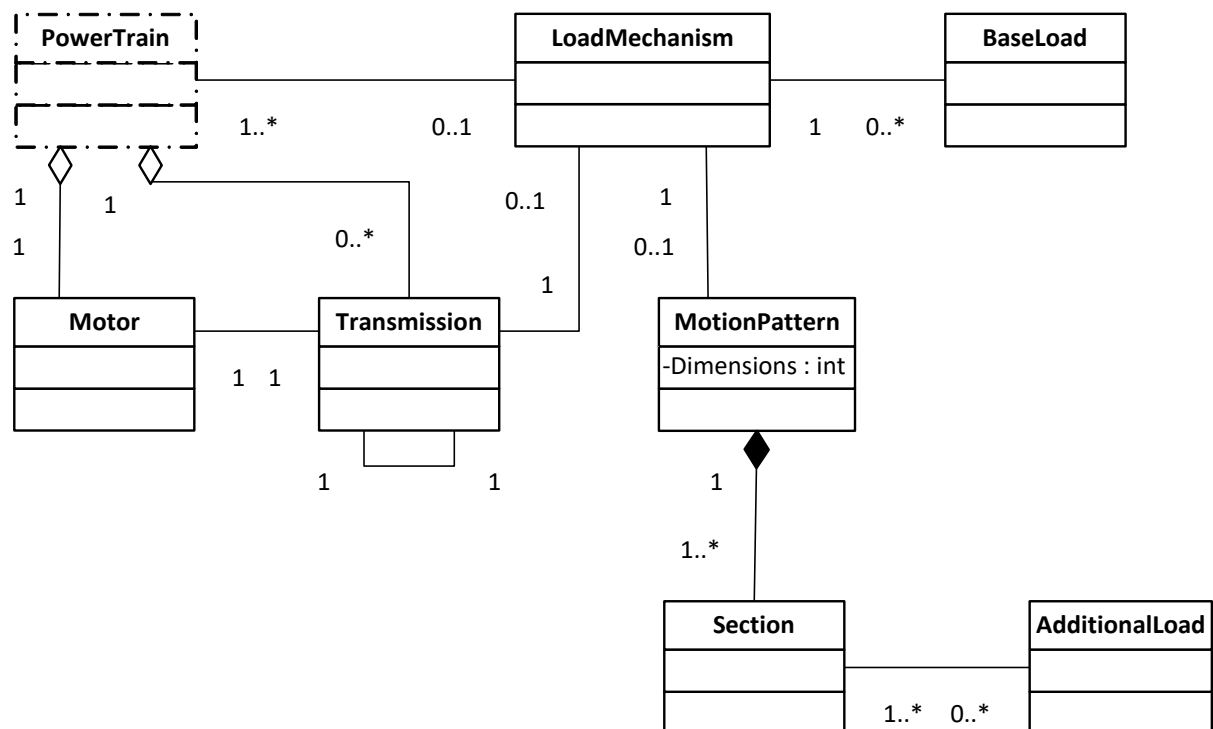 PowerTrain
LoadMechanism
BaseLoad
1..*
0..1
1
0..*
1
1
0..1
1
1
0..*
0..1
1
Motor
Transmission
MotionPattern
-Dimensions : int
1
1
1
1
1
1..*
Section
AdditionalLoad
1..*
0..*